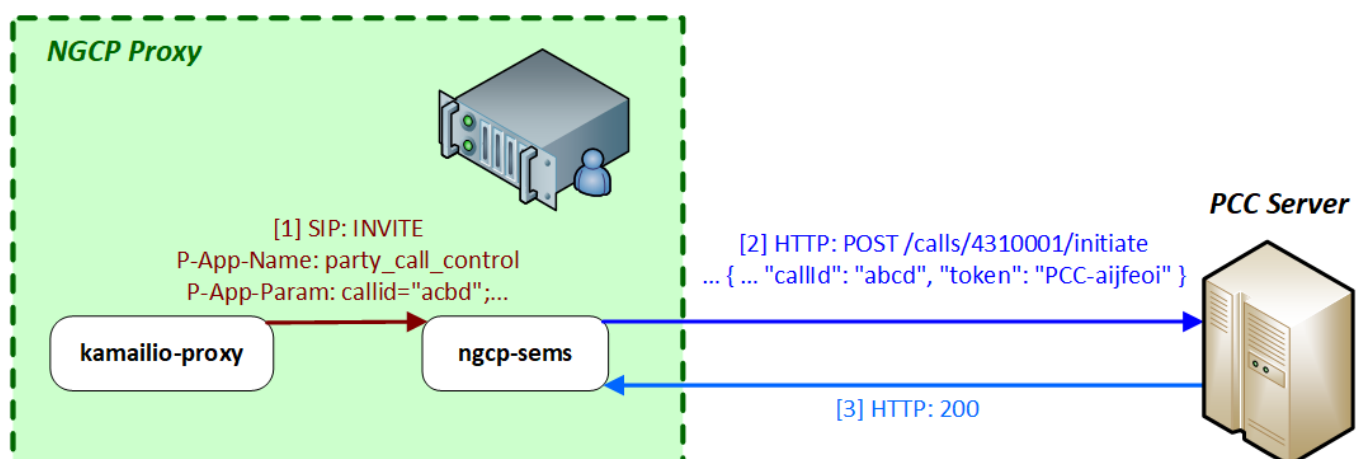 NGCP Proxy
[1] SIP: INVITE
P-App-Name: party_call_control
P-App-Param: callid="acbd";...
kamailio-proxy
ngcp-sems
PCC Server
[2] HTTP: POST /calls/4310001/initiate
... { ... "callId": "abcd", "token": "PCC-aijfeoi" }
[3] HTTP: 200